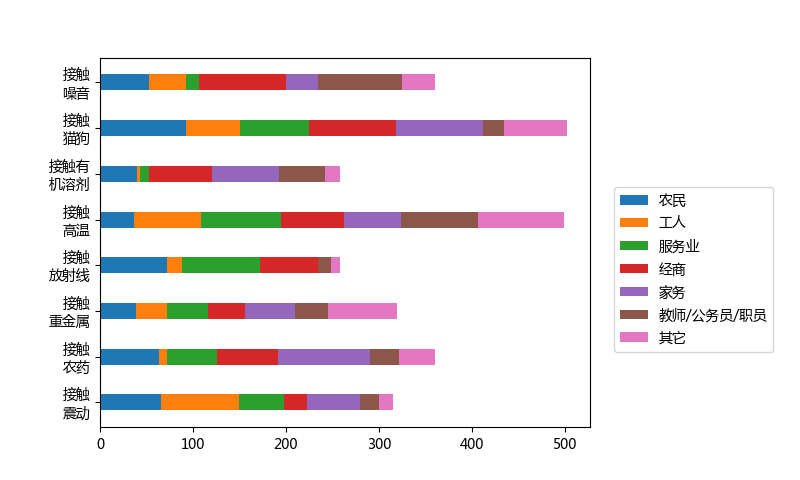 接触
噪音
接触
猫狗
接触有
机溶剂
接触
高温
接触
放射线
接触
重金属
接触
农药
接触
震动
0 100 200 300 400 500
农民
工人
服务业
经商
家务
教师/公务员/职员
其它